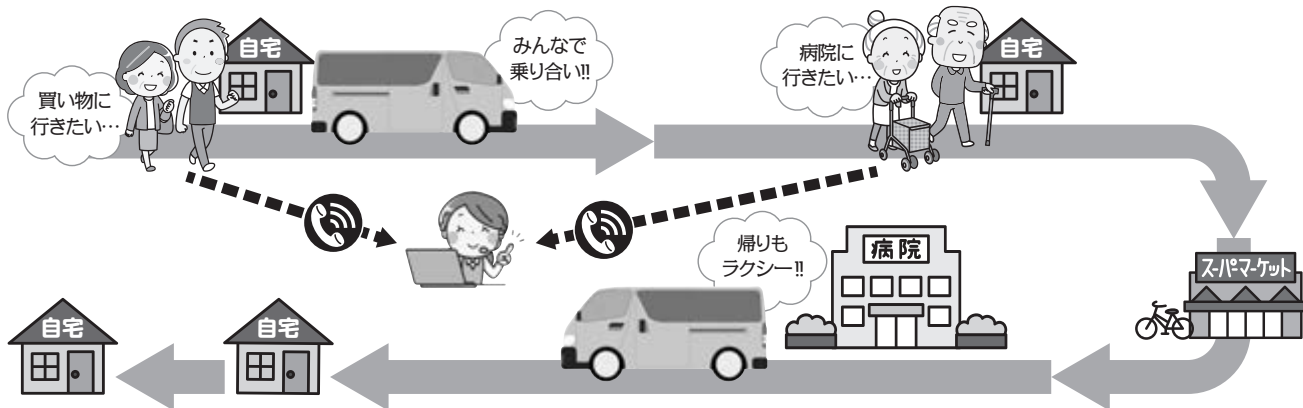 自宅
みんなで
乗り合い!!
病院に
行きたい…
自宅
買い物に
行きたい…
帰りも
ラクシー!!
病院
スーパーマーケット
自宅
自宅